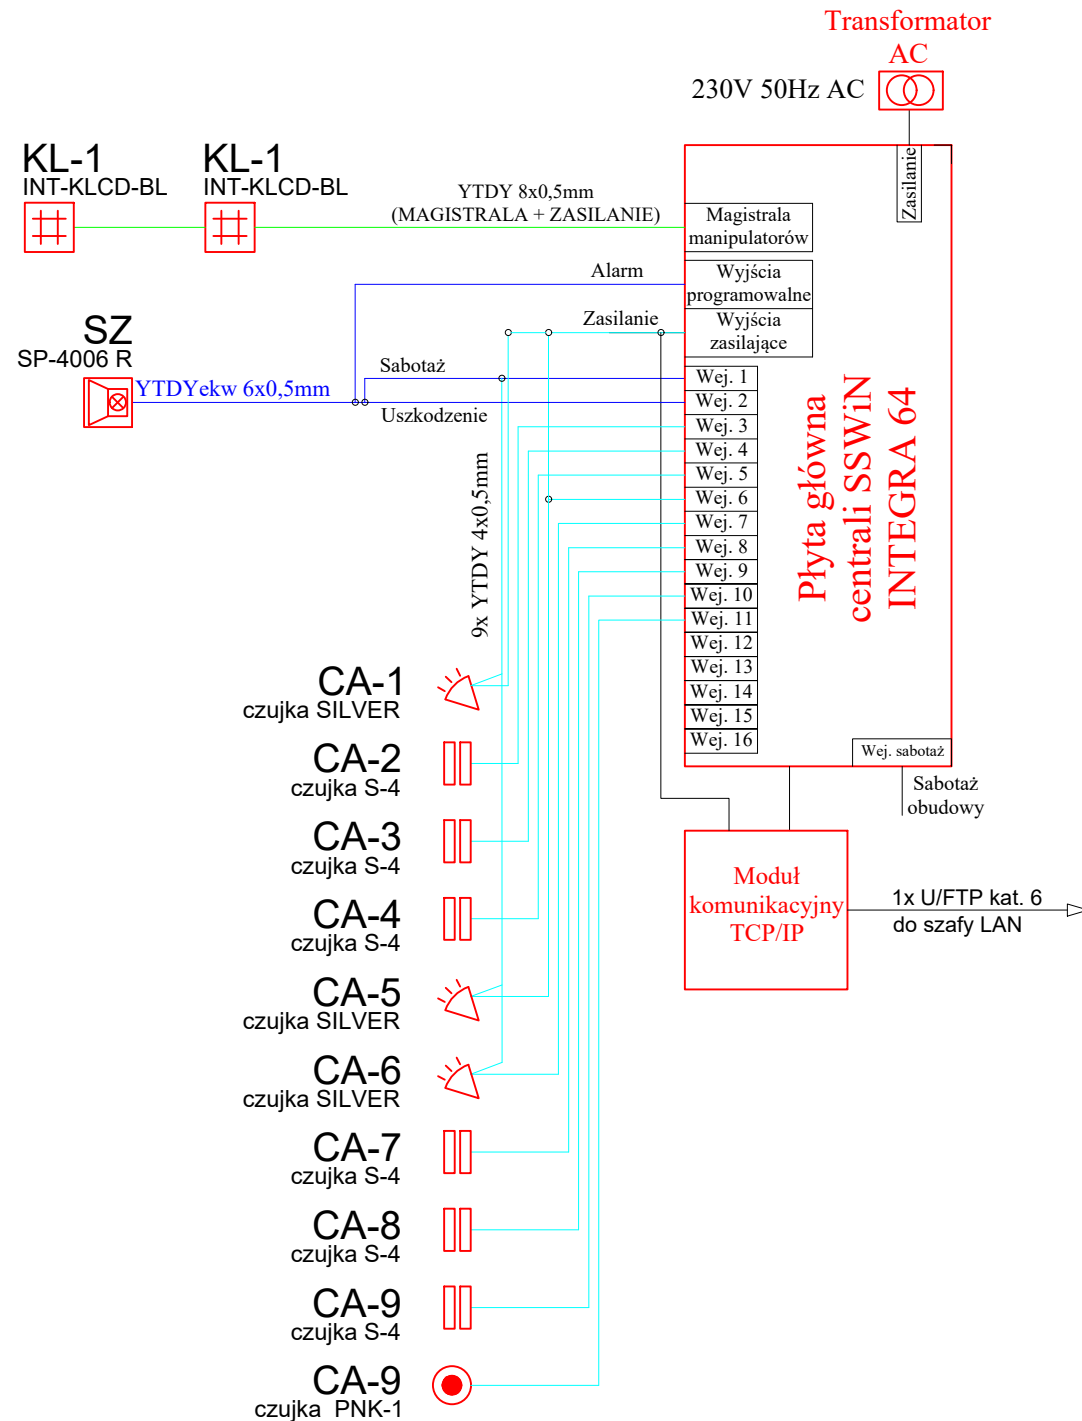 Transformator
AC
230V 50Hz AC
Zasilanie
KL-1
INT-KLCD-BL
KL-1
INT-KLCD-BL
YTDY 8x0,5mm
(MAGISTRALA + ZASILANIE)
Magistrala
manipulatorów
Alarm
Wyjścia
programowalne
Zasilanie
Wyjścia
zasilające
SZ
SP-4006 R
YTDYekw 6x0,5mm
Sabotaż
Uszkodzenie
Wej. 1
Wej. 2
Wej. 3
Wej. 4
Wej. 5
Wej. 6
Wej. 7
Wej. 8
Wej. 9
Wej. 10
Wej. 11
Wej. 12
Wej. 13
Wej. 14
Wej. 15
Wej. 16
Płyta główna
centrali SSWiN
INTEGRA 64
9x YTDY 4x0,5mm
Wej. sabotaż
Sabotaż
obudowy
Moduł
komunikacyjny
TCP/IP
1x U/FTP kat. 6
do szafy LAN
CA-1
czujka SILVER
CA-2
czujka S-4
CA-3
czujka S-4
CA-4
czujka S-4
CA-5
czujka SILVER
CA-6
czujka SILVER
CA-7
czujka S-4
CA-8
czujka S-4
CA-9
czujka S-4
CA-9
czujka PNK-1